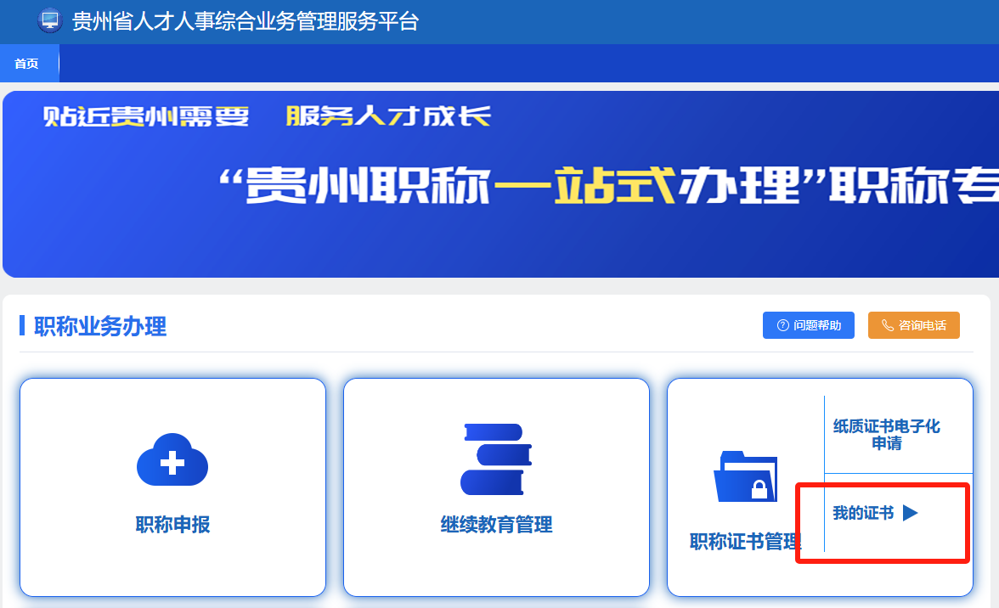 贵州省人才人事综合业务管理服务平台
首页
贴近贵州需要 服务人才成长
“贵州职称一站式办理”职称专
职称业务办理
问题帮助 咨询电话
职称申报
继续教育管理
职称证书管理
纸质证书电子化
申请
我的证书